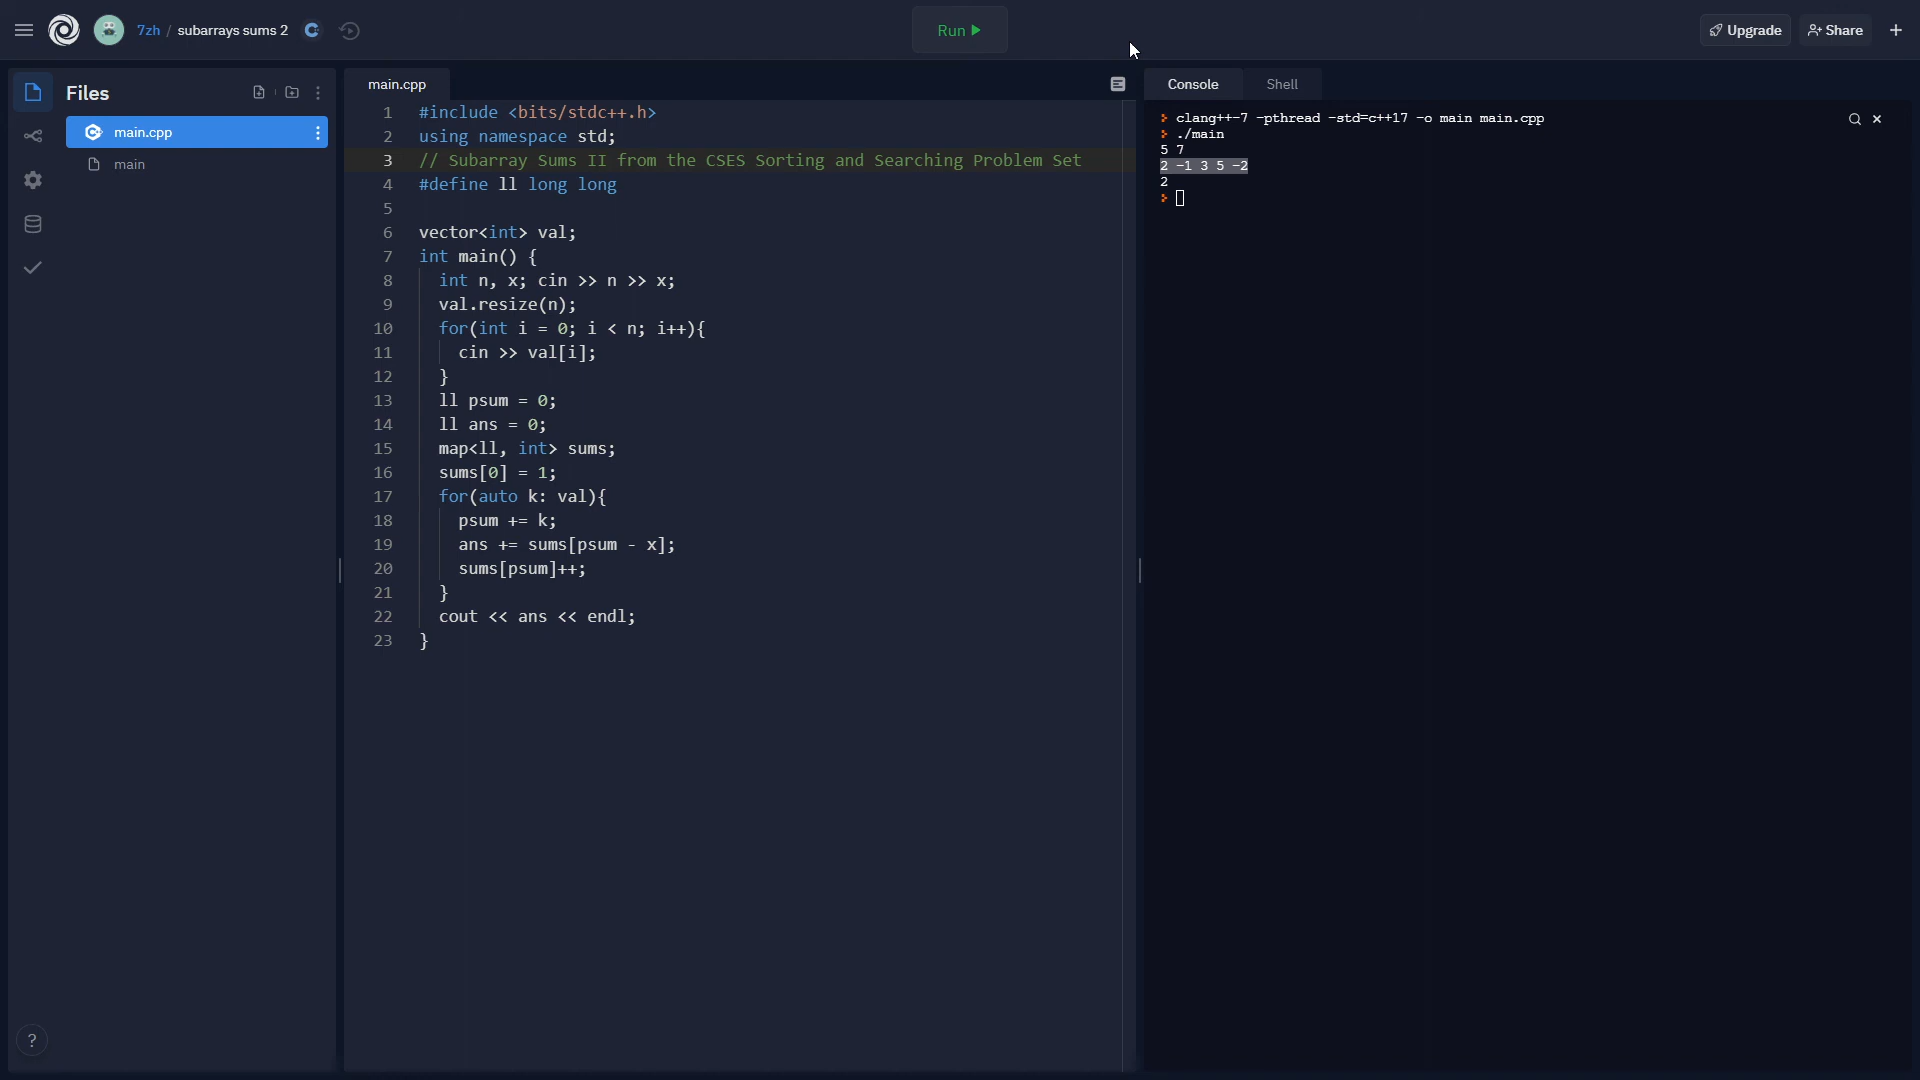 7zh / subarrays sums 2
Run
Upgrade
Share
Files
main.cpp
main
main.cpp
1 #include <bits/stdc++.h>
2 using namespace std;
3 // Subarray Sums II from the CSES Sorting and Searching Problem Set
4 #define ll long long
5
6 vector<int> val;
7 int main() {
8 int n, x; cin >> n >> x;
9 val.resize(n);
10 for(int i = 0; i < n; i++){
11 cin >> val[i];
12 }
13 ll psum = 0;
14 ll ans = 0;
15 map<ll, int> sums;
16 sums[0] = 1;
17 for(auto k: val){
18 psum += k;
19 ans += sums[psum - x];
20 sums[psum]++;
21 }
22 cout << ans << endl;
23 }
Console Shell
clang++-7 -pthread -std=c++17 -o main main.cpp
./main
5 7
2 -1 3 5 -2
2
?